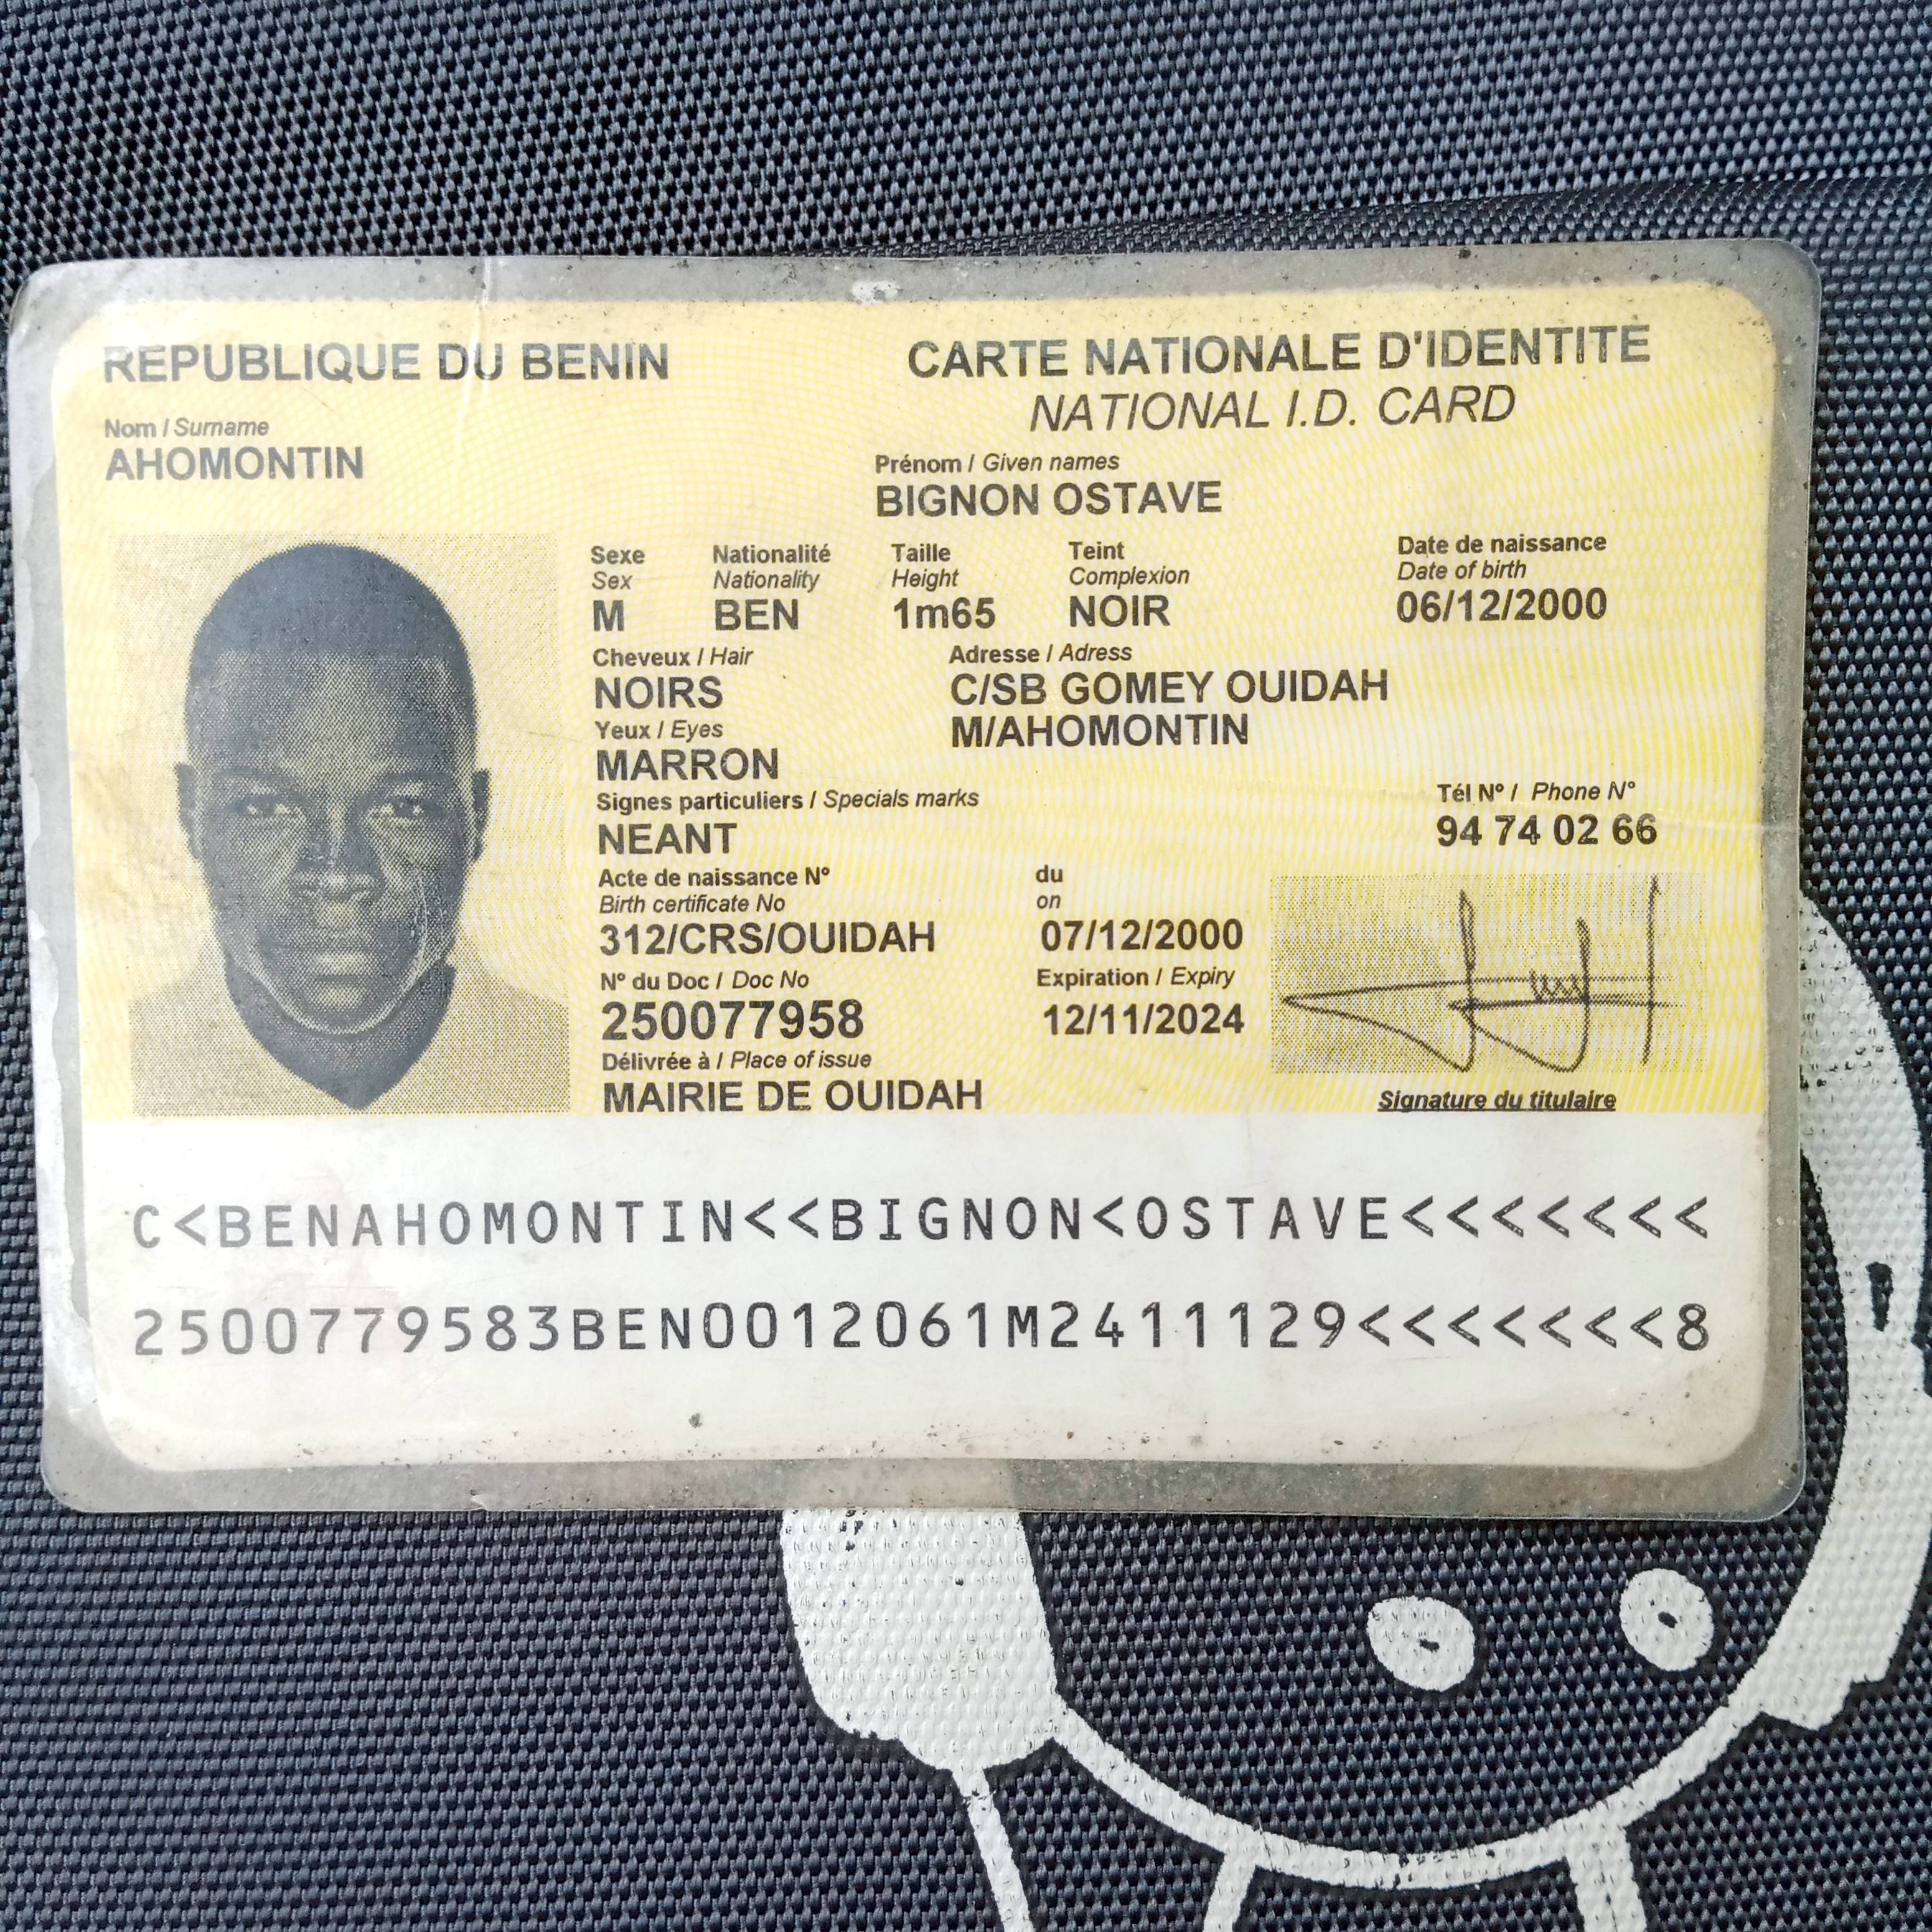 REPUBLIQUE DU BENIN
CARTE NATIONALE D'IDENTITE
NATIONAL I.D. CARD
Nom / Surname
AHOMONTIN
Prénom / Given names
BIGNON OSTAVE
Sexe Nationalité Taille Teint Date de naissance
Sex Nationality Height Complexion Date of birth
M BEN 1m65 NOIR 06/12/2000
Cheveux / Hair Adresse / Adress
NOIRS C/SB GOMEY OUIDAH
Yeux / Eyes M/AHOMONTIN
MARRON
Signes particuliers / Specials marks Tél N° / Phone N°
NEANT 94 74 02 66
Acte de naissance N° du
Birth certificate No on
312/CRS/OUIDAH 07/12/2000
N° du Doc / Doc No Expiration / Expiry
250077958 12/11/2024
Délivrée à / Place of issue
MAIRIE DE OUIDAH Signature du titulaire
C<BENAHOMONTIN<<BIGNON<OSTAVE<<<<<<<
2500779583BEN0012061M2411129<<<<<<<8